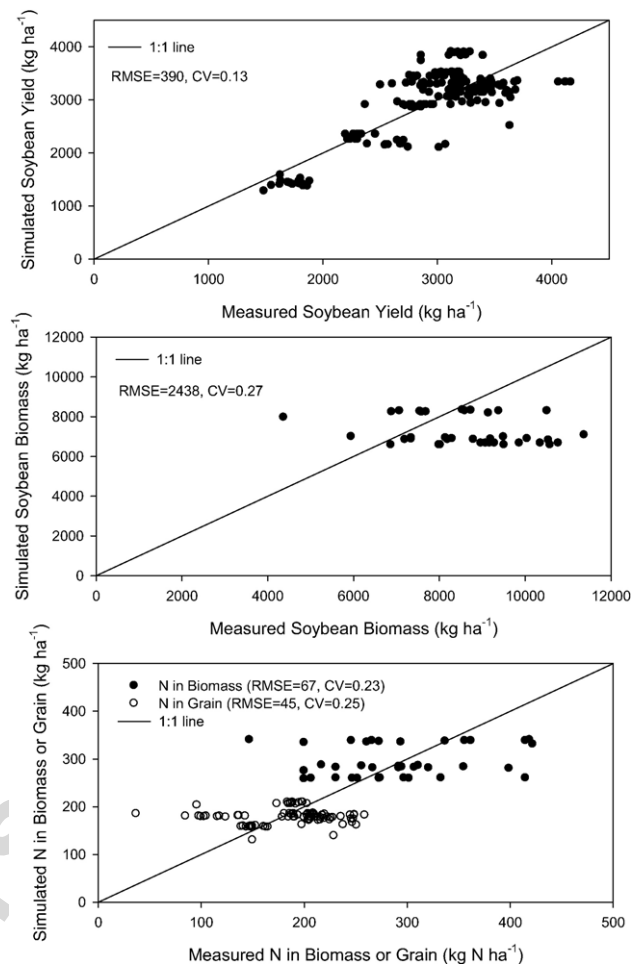 Simulated Soybean Yield (kg ha-1)
4000
3000
2000
1000
0
1:1 line
RMSE=390, CV=0.13
0 1000 2000 3000 4000
Measured Soybean Yield (kg ha-1)
Simulated Soybean Biomass (kg ha-1)
12000
10000
8000
6000
4000
2000
0
1:1 line
RMSE=2438, CV=0.27
0 2000 4000 6000 8000 10000 12000
Measured Soybean Biomass (kg ha-1)
Simulated N in Biomass or Grain (kg ha-1)
500
400
300
200
100
0
N in Biomass (RMSE=67, CV=0.23)
N in Grain (RMSE=45, CV=0.25)
1:1 line
0 100 200 300 400 500
Measured N in Biomass or Grain (kg N ha-1)